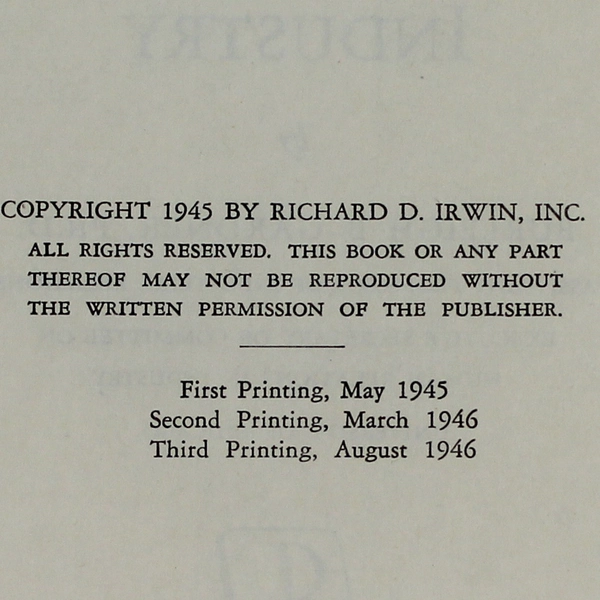 COPYRIGHT 1945 BY RICHARD D. IRWIN, INC.
ALL RIGHTS RESERVED. THIS BOOK OR ANY PART
THEREOF MAY NOT BE REPRODUCED WITHOUT
THE WRITTEN PERMISSION OF THE PUBLISHER.
First Printing, May 1945
Second Printing, March 1946
Third Printing, August 1946